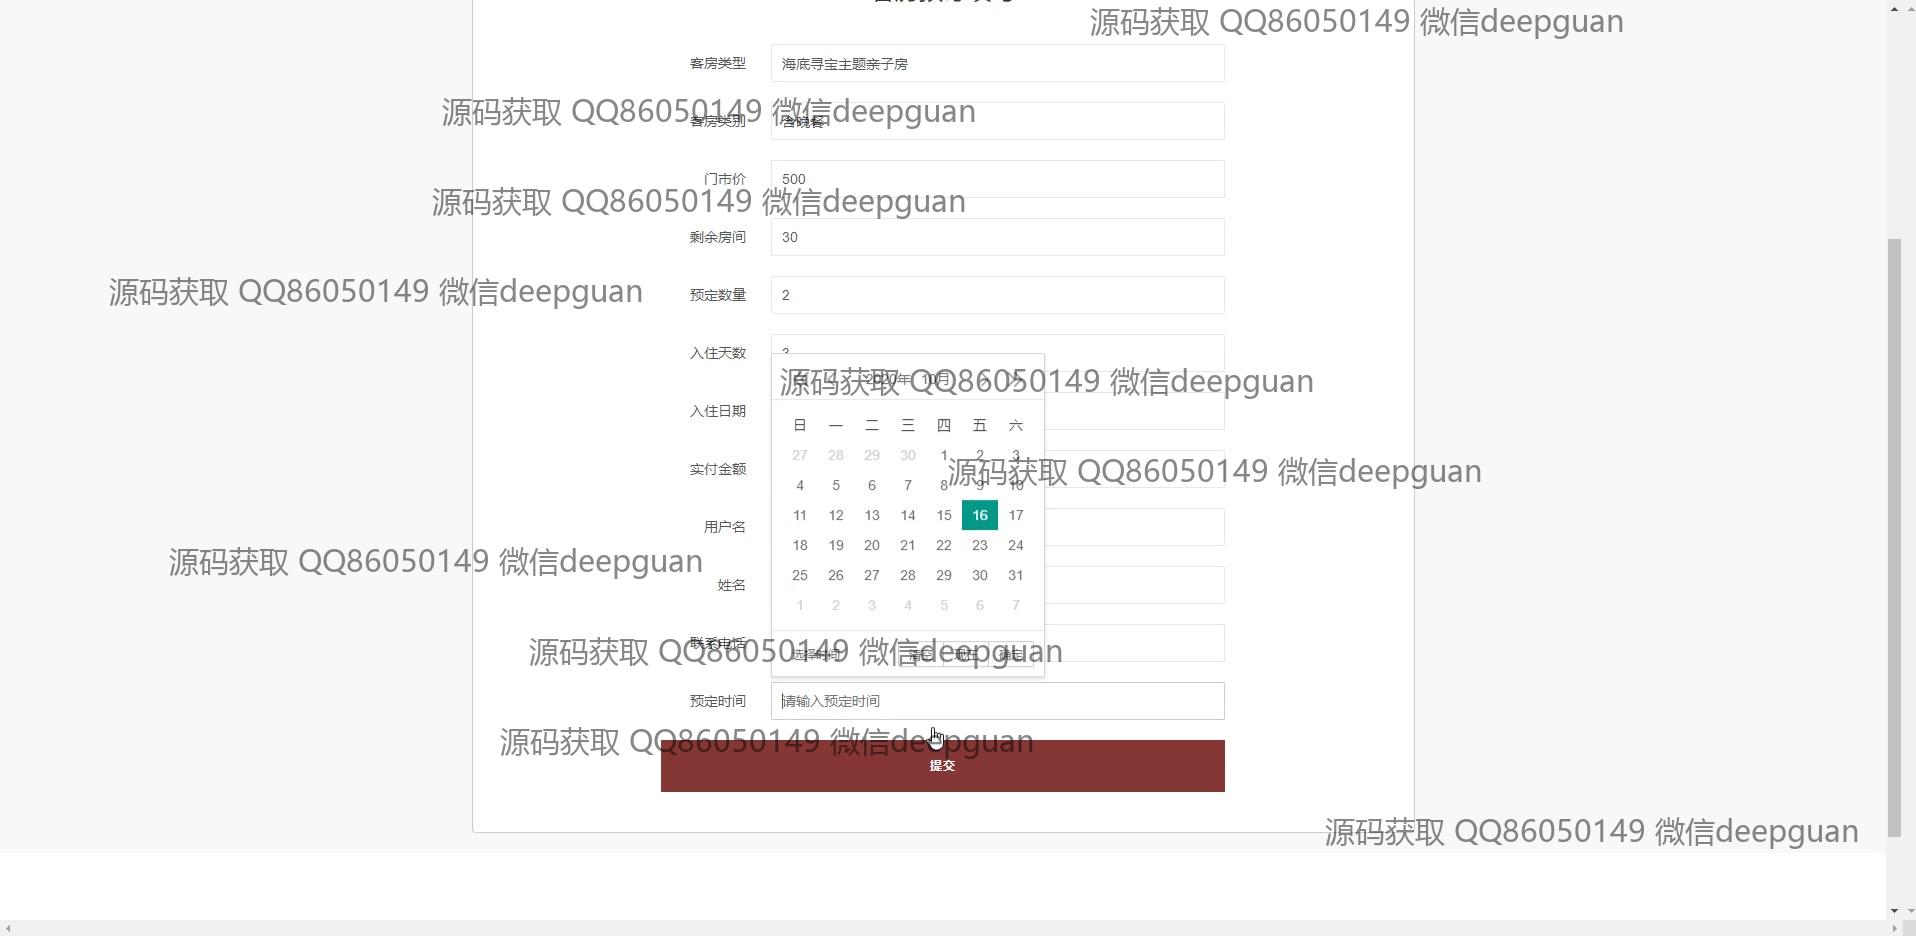 源码获取 QQ86050149 微信deepguan
客房类型 海底寻宝主题亲子房
源码获取 QQ86050149 微信deepguan
客房类别 含晚餐
门市价 500
源码获取 QQ86050149 微信deepguan
剩余房间 30
源码获取 QQ86050149 微信deepguan
预定数量 2
入住天数
源码获取 QQ86050149 微信deepguan
2020年 10月
入住日期
日 一 二 三 四 五 六
27 28 29 30 1 2 3
源码获取 QQ86050149 微信deepguan
实付金额
4 5 6 7 8 9 10
11 12 13 14 15 16 17
用户名
18 19 20 21 22 23 24
源码获取 QQ86050149 微信deepguan
25 26 27 28 29 30 31
姓名
1 2 3 4 5 6 7
联系电话
源码获取 QQ86050149 微信deepguan
选择时间 清空 现在 确定
预定时间 请输入预定时间
源码获取 QQ86050149 微信deepguan
提交
源码获取 QQ86050149 微信deepguan